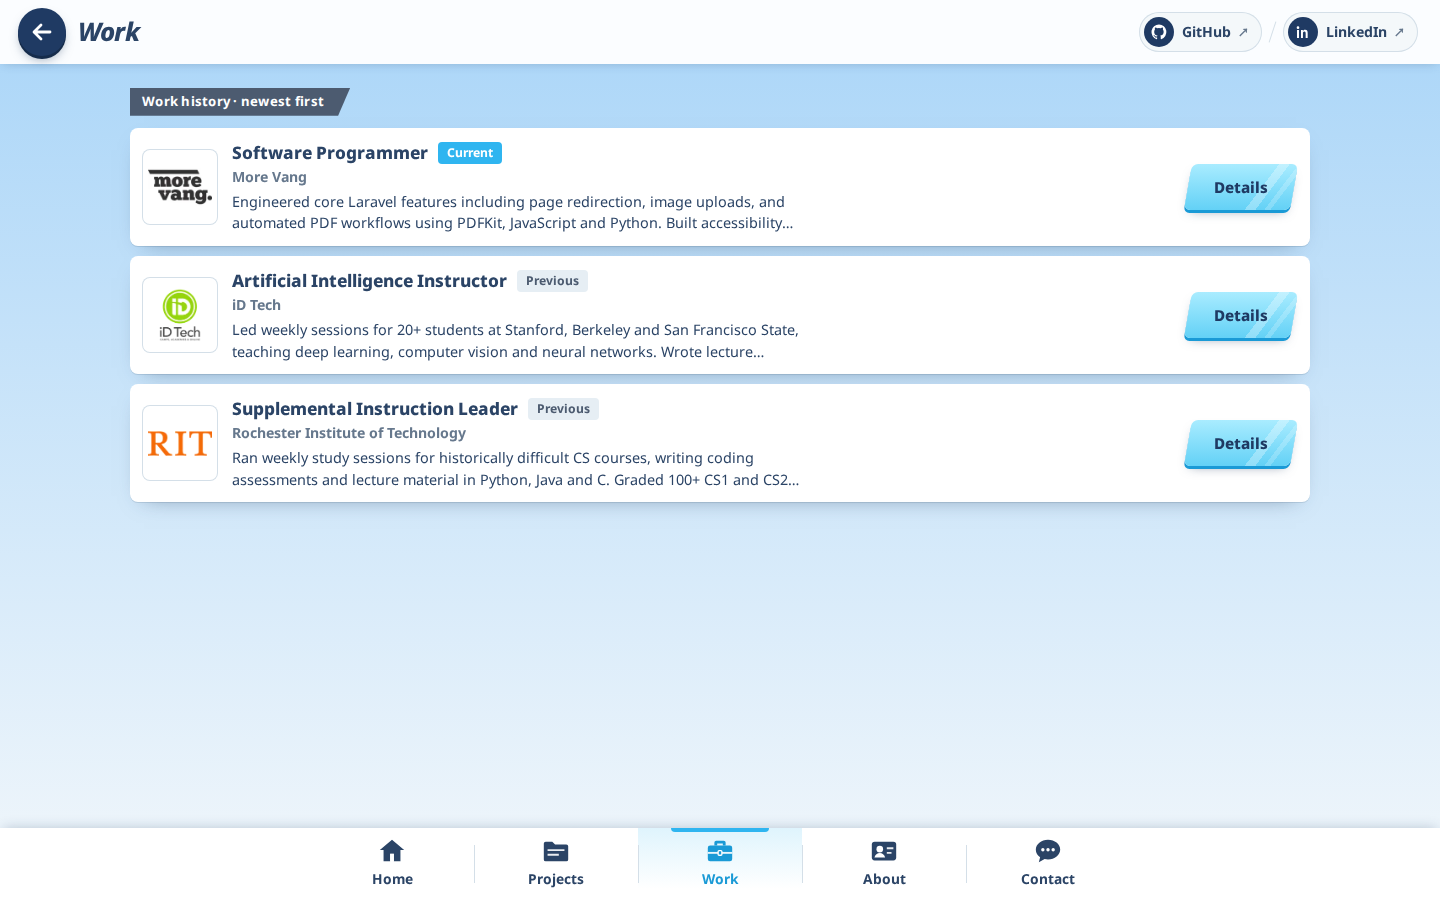 Work
GitHub ↗ / LinkedIn ↗
Work history · newest first
more vang.
Software Programmer Current
More Vang
Engineered core Laravel features including page redirection, image uploads, and
automated PDF workflows using PDFKit, JavaScript and Python. Built accessibility…
Details
iD Tech
Artificial Intelligence Instructor Previous
iD Tech
Led weekly sessions for 20+ students at Stanford, Berkeley and San Francisco State,
teaching deep learning, computer vision and neural networks. Wrote lecture…
Details
RIT
Supplemental Instruction Leader Previous
Rochester Institute of Technology
Ran weekly study sessions for historically difficult CS courses, writing coding
assessments and lecture material in Python, Java and C. Graded 100+ CS1 and CS2…
Details
Home Projects Work About Contact